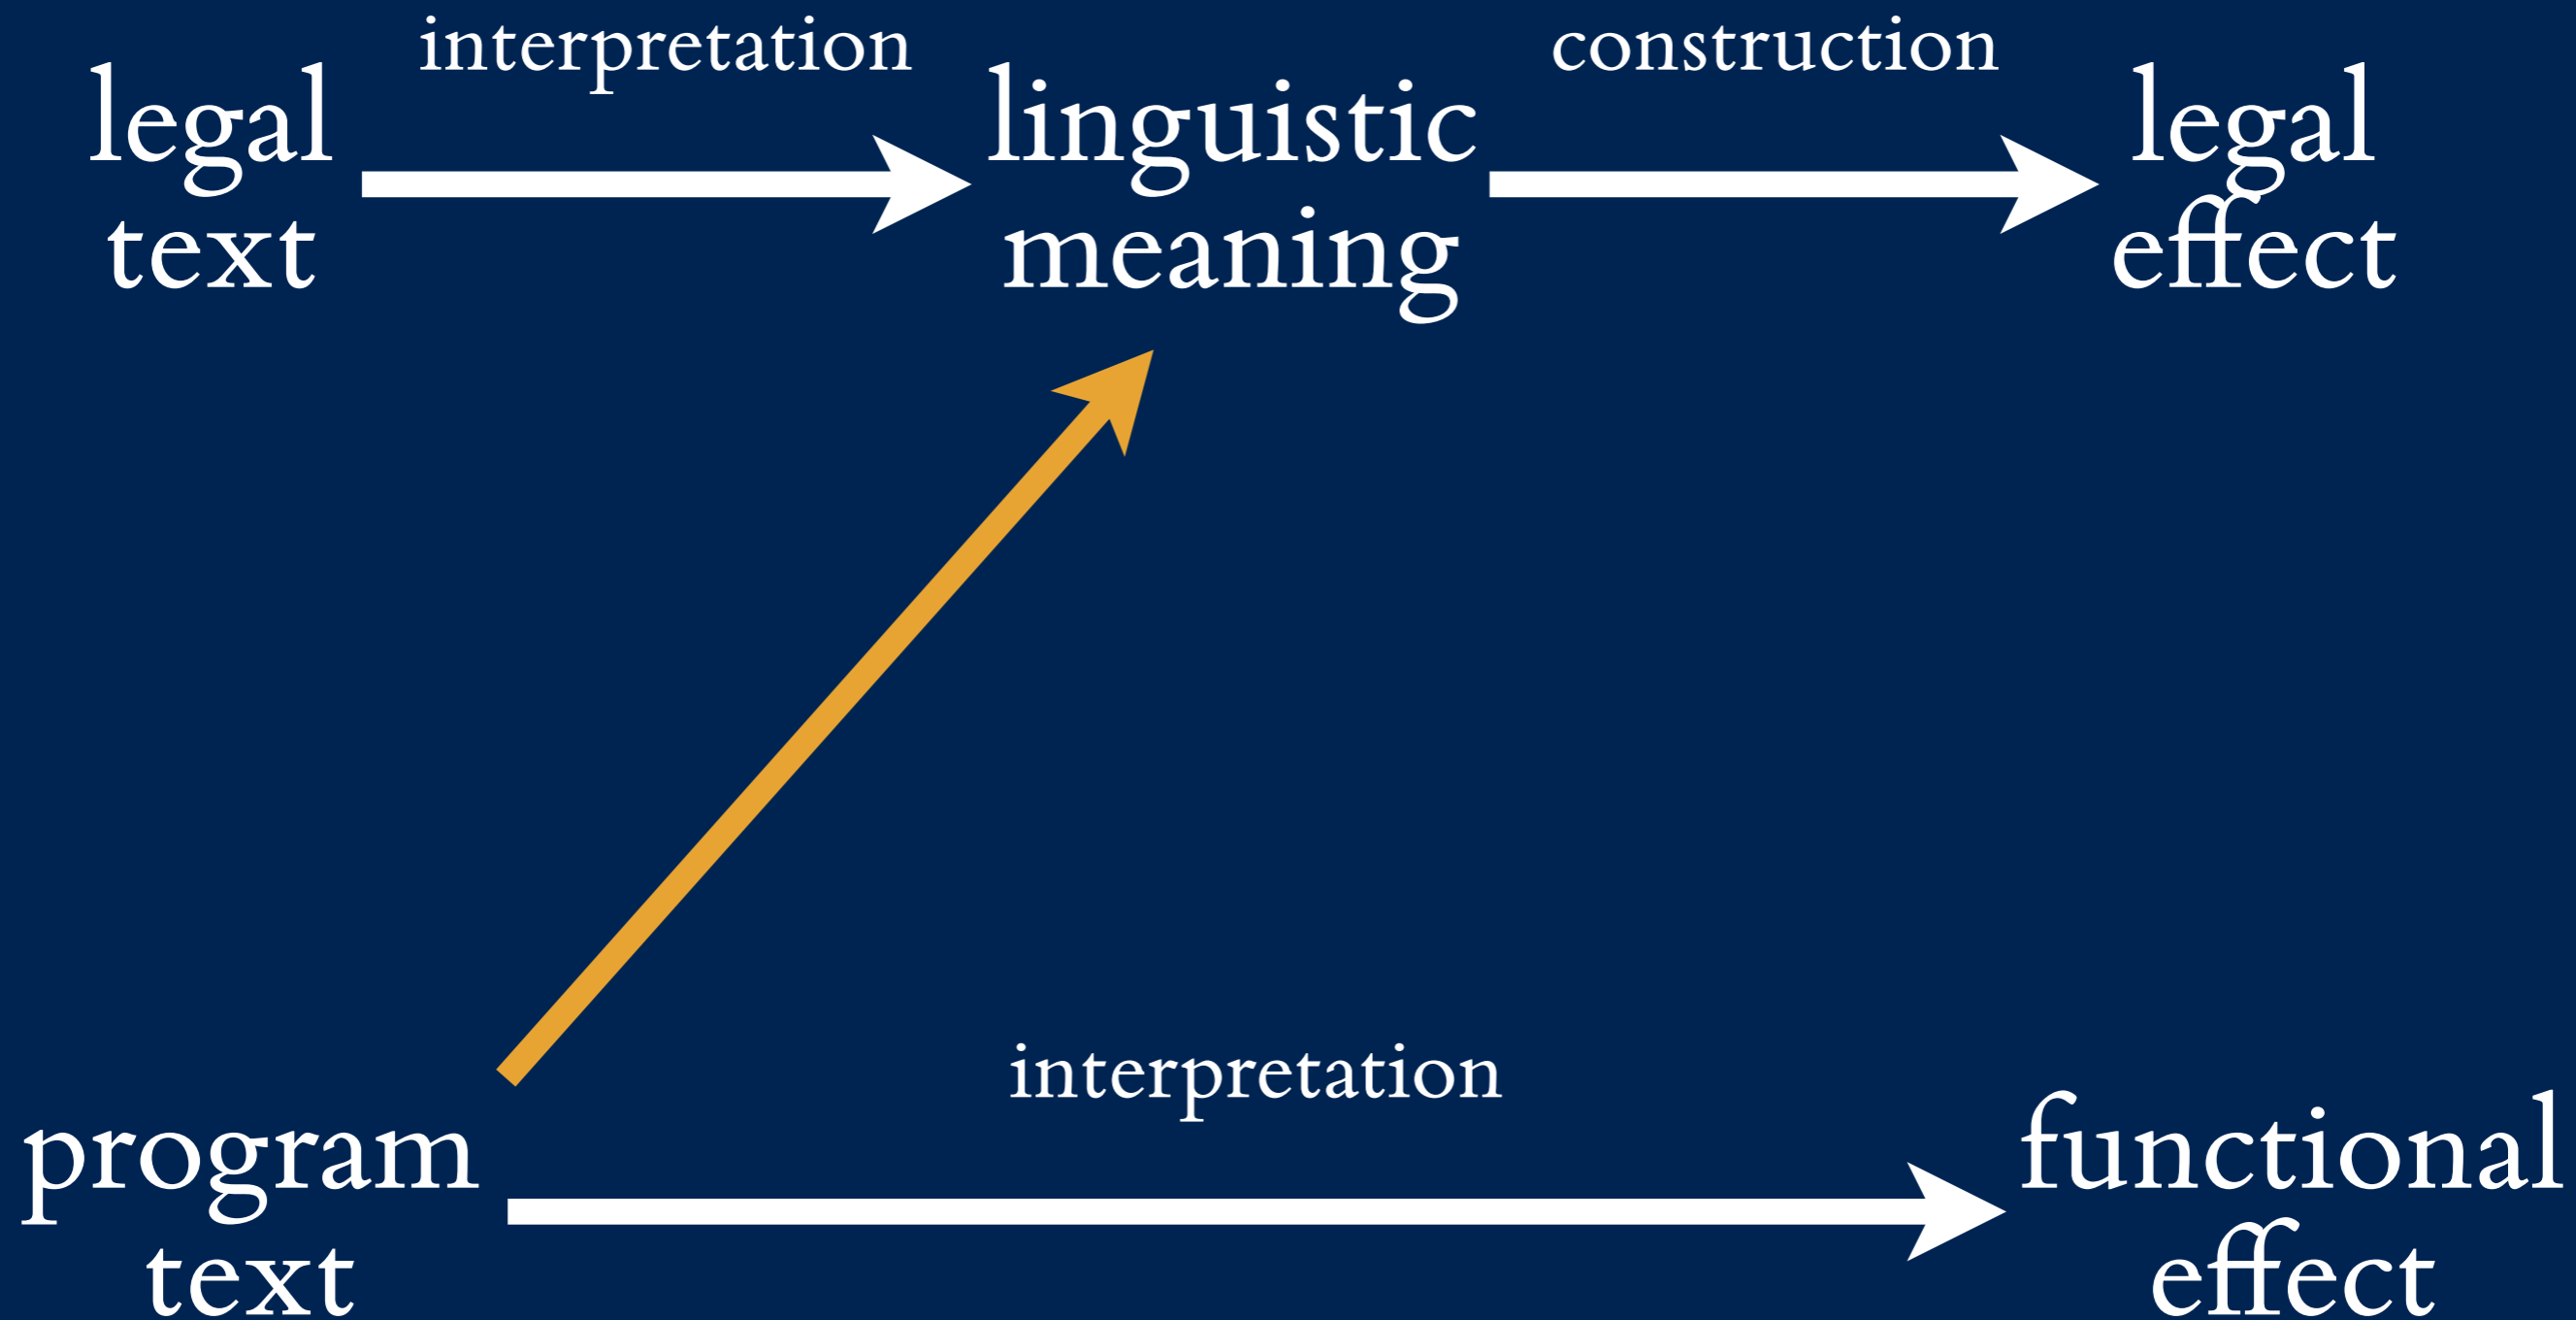 interpretation
construction
legal
text
linguistic
meaning
legal
effect
interpretation
program
text
functional
effect